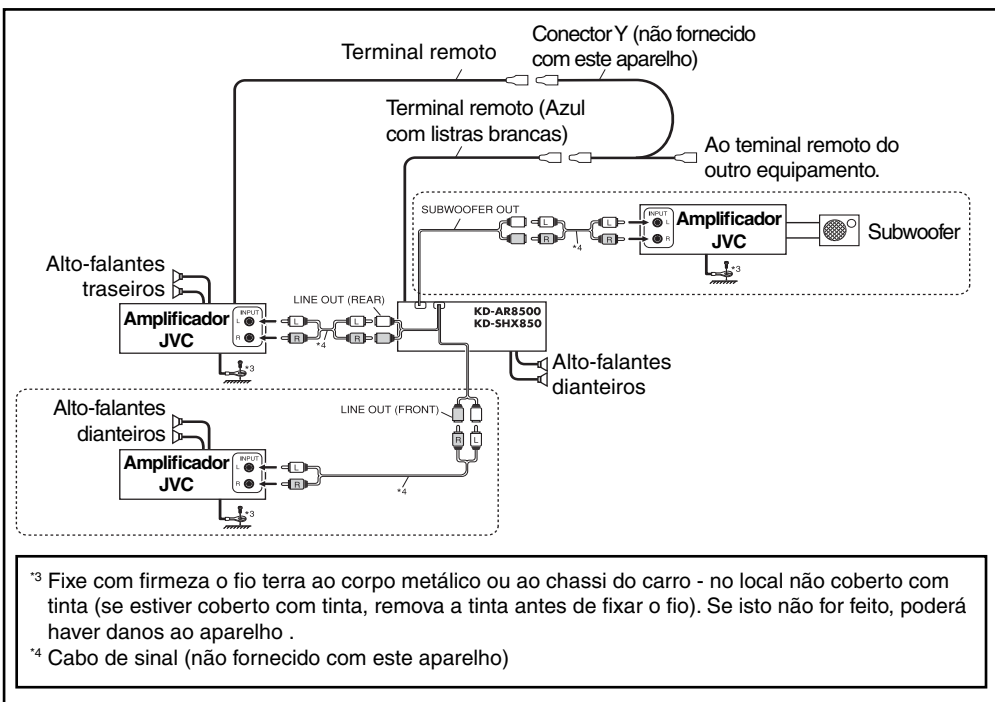 Terminal remoto
Conector Y (não fornecido
com este aparelho)
Terminal remoto (Azul
com listras brancas)
Ao teminal remoto do
outro equipamento.
SUBWOOFER OUT
L
R
*4
L
R
INPUT
L
R
Amplificador
JVC
*3
Subwoofer
Alto-falantes
traseiros
Amplificador
JVC
INPUT
L
R
*3
LINE OUT (REAR)
L
R
*4
L
R
KD-AR8500
KD-SHX850
Alto-falantes
dianteiros
Alto-falantes
dianteiros
LINE OUT (FRONT)
R
L
Amplificador
JVC
INPUT
L
R
L
R
*4
*3
*3 Fixe com firmeza o fio terra ao corpo metálico ou ao chassi do carro - no local não coberto com
tinta (se estiver coberto com tinta, remova a tinta antes de fixar o fio). Se isto não for feito, poderá
haver danos ao aparelho .
*4 Cabo de sinal (não fornecido com este aparelho)